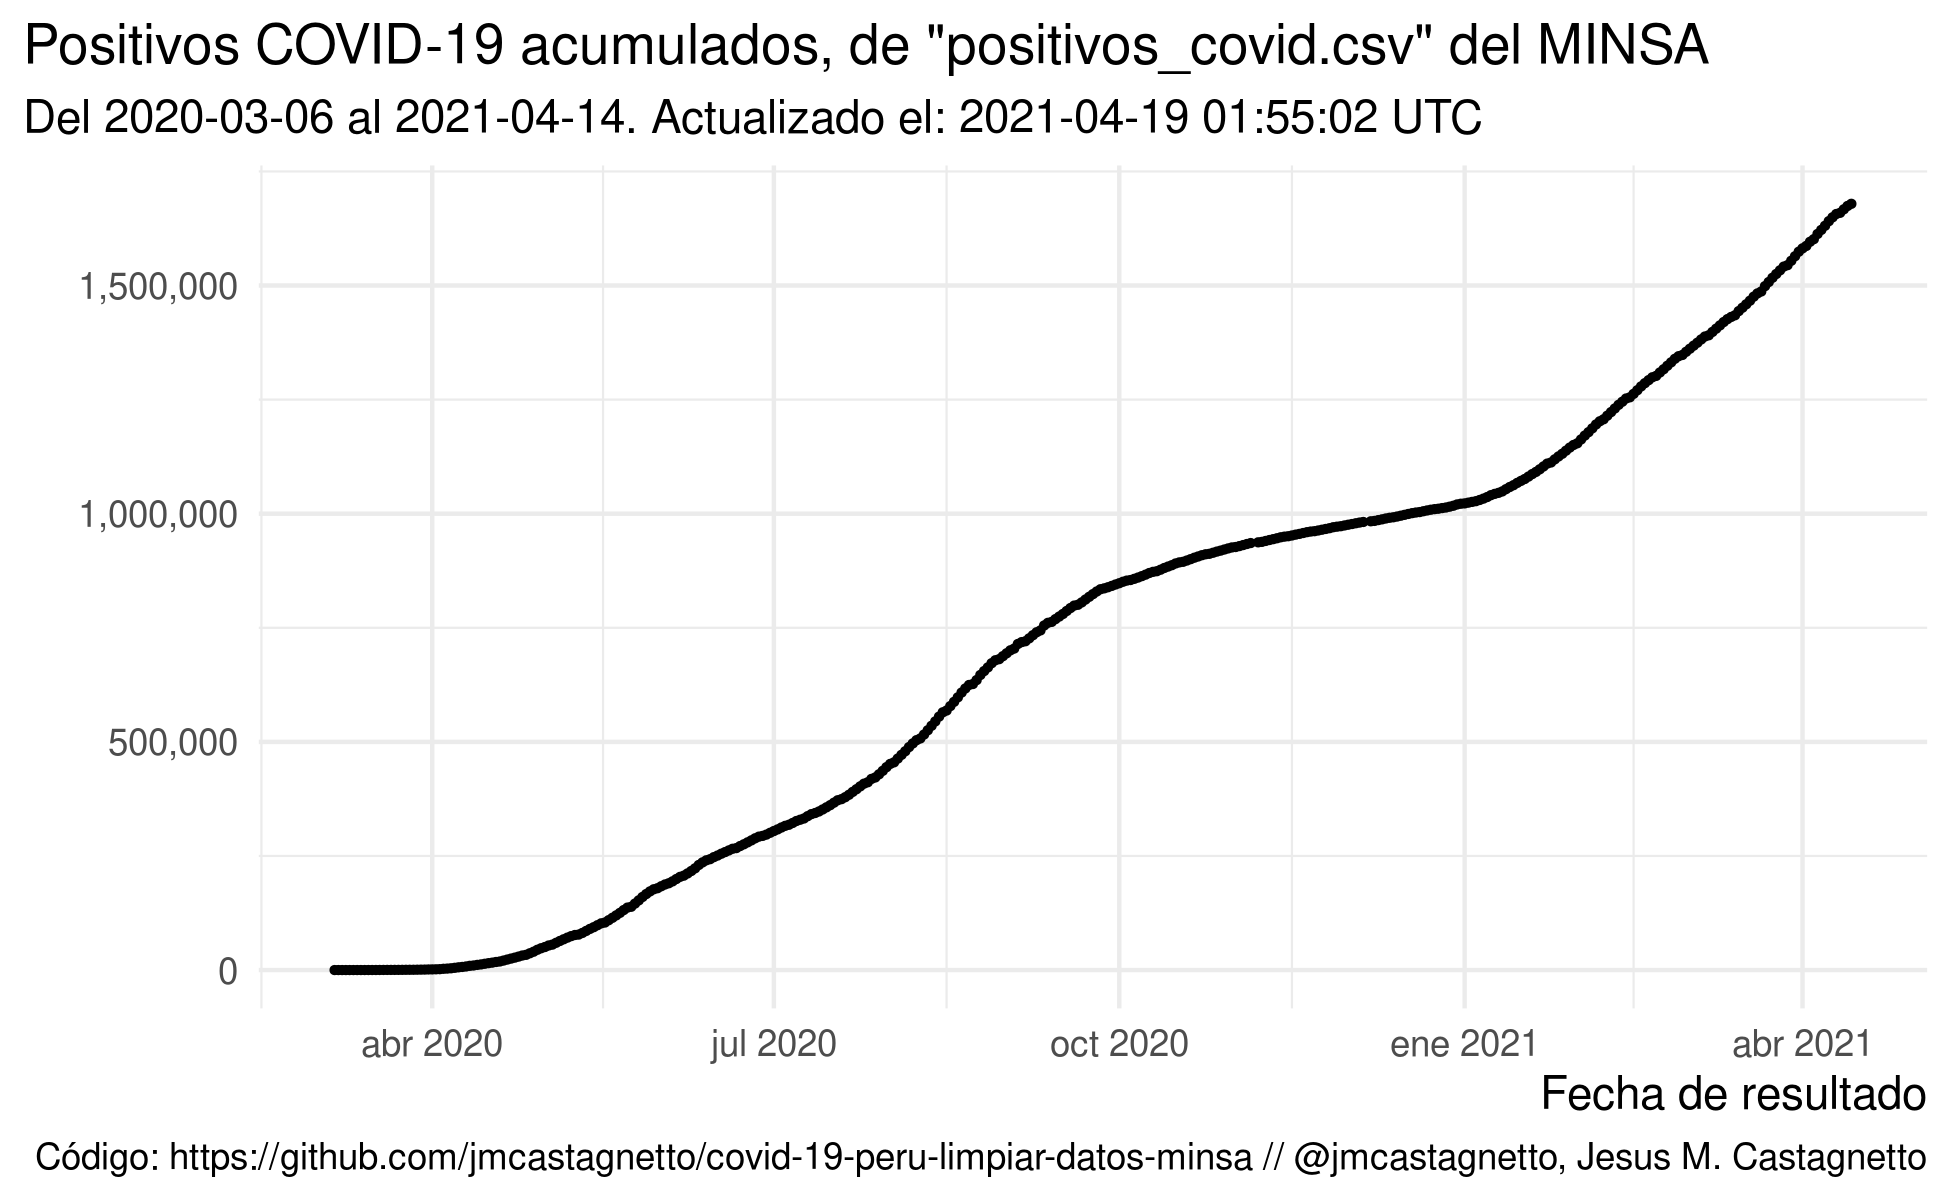 Positivos COVID-19 acumulados, de "positivos_covid.csv" del MINSA
Del 2020-03-06 al 2021-04-14. Actualizado el: 2021-04-19 01:55:02 UTC
1,500,000
1,000,000
500,000
0
abr 2020 jul 2020 oct 2020 ene 2021 abr 2021
Fecha de resultado
Código: https://github.com/jmcastagnetto/covid-19-peru-limpiar-datos-minsa // @jmcastagnetto, Jesus M. Castagnetto